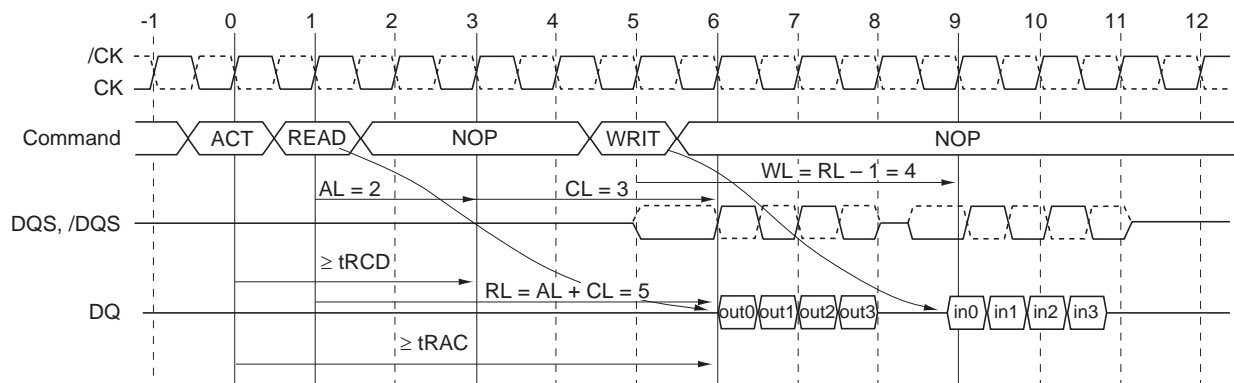 -1 0 1 2 3 4 5 6 7 8 9 10 11 12
/CK
CK
Command ACT READ NOP WRIT NOP
WL = RL – 1 = 4
AL = 2 CL = 3
DQS, /DQS
≥ tRCD
RL = AL + CL = 5
DQ out0 out1 out2 out3 in0 in1 in2 in3
≥ tRAC